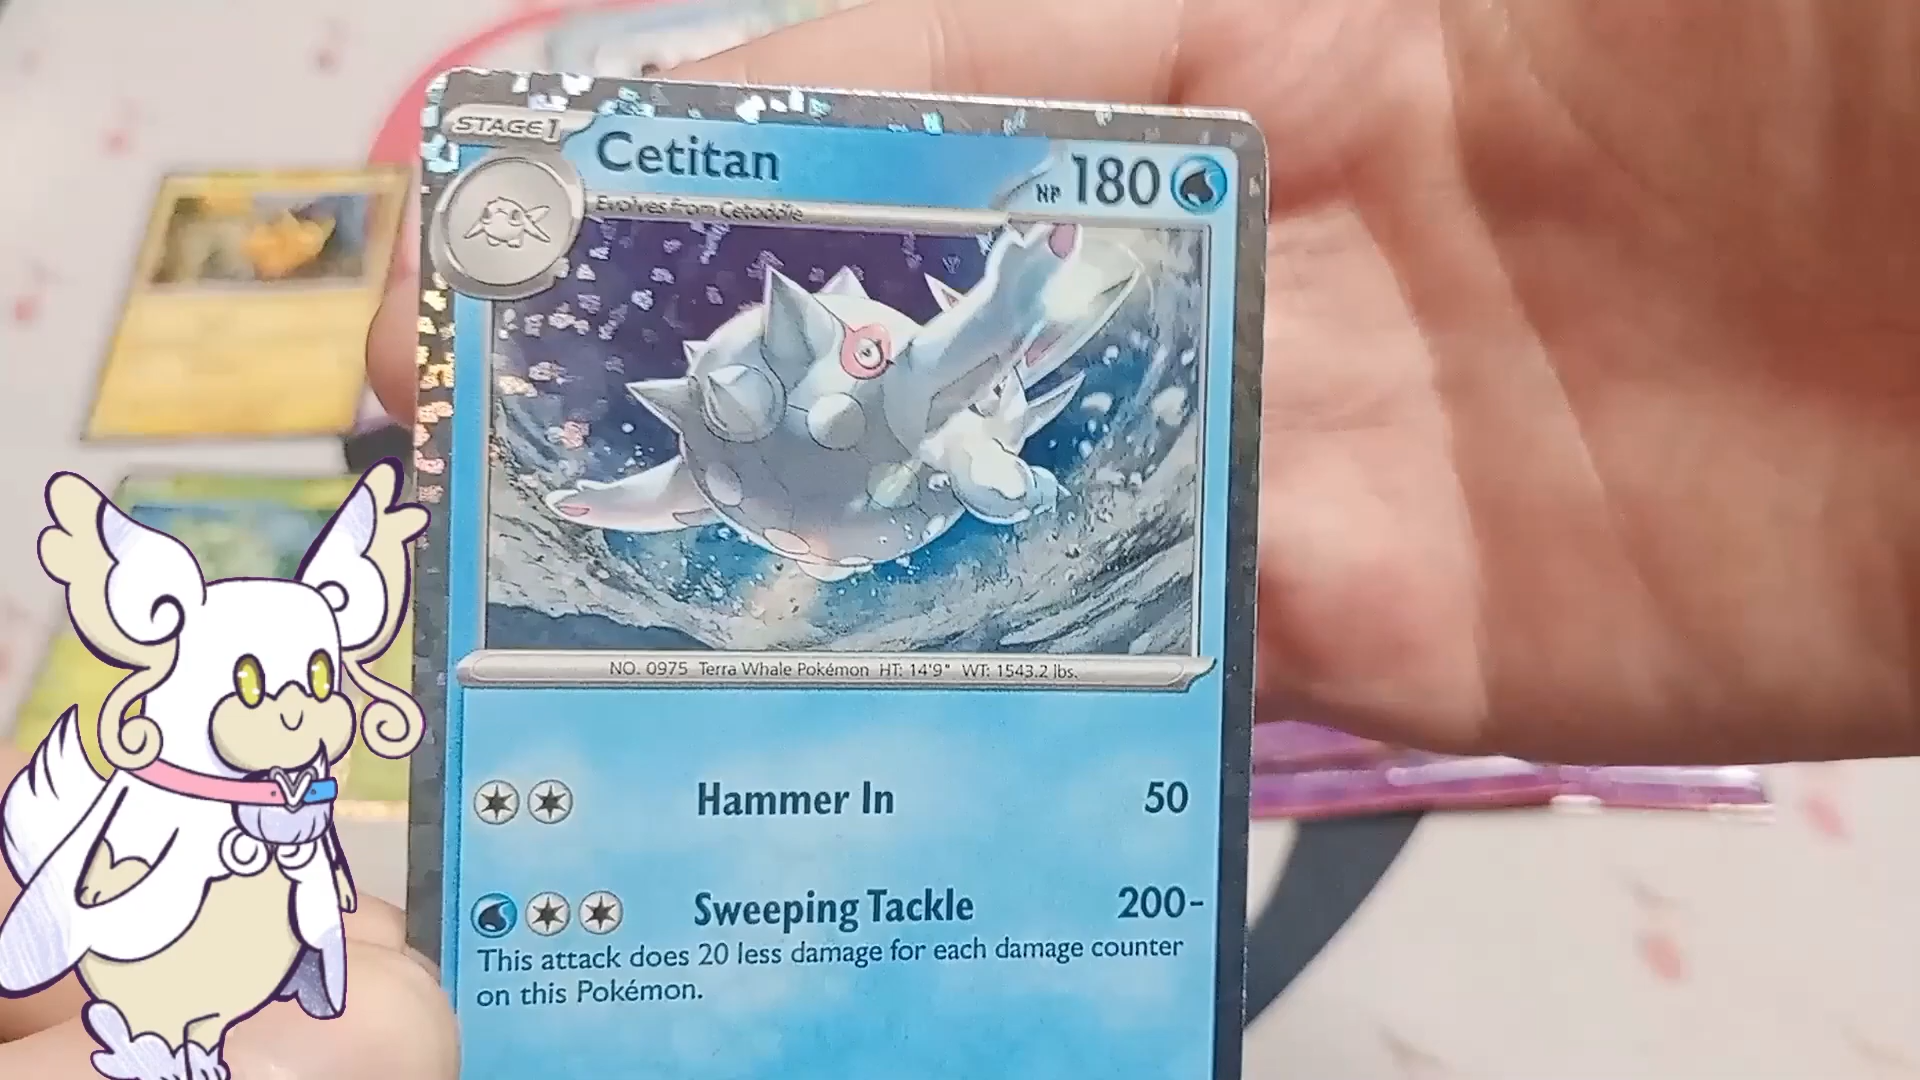 STAGE 1
Cetitan
HP 180
Evolves from Cetoddle
NO. 0975 Terra Whale Pokémon HT: 14'9" WT: 1543.2 lbs.
Hammer In 50
Sweeping Tackle 200-
This attack does 20 less damage for each damage counter
on this Pokémon.